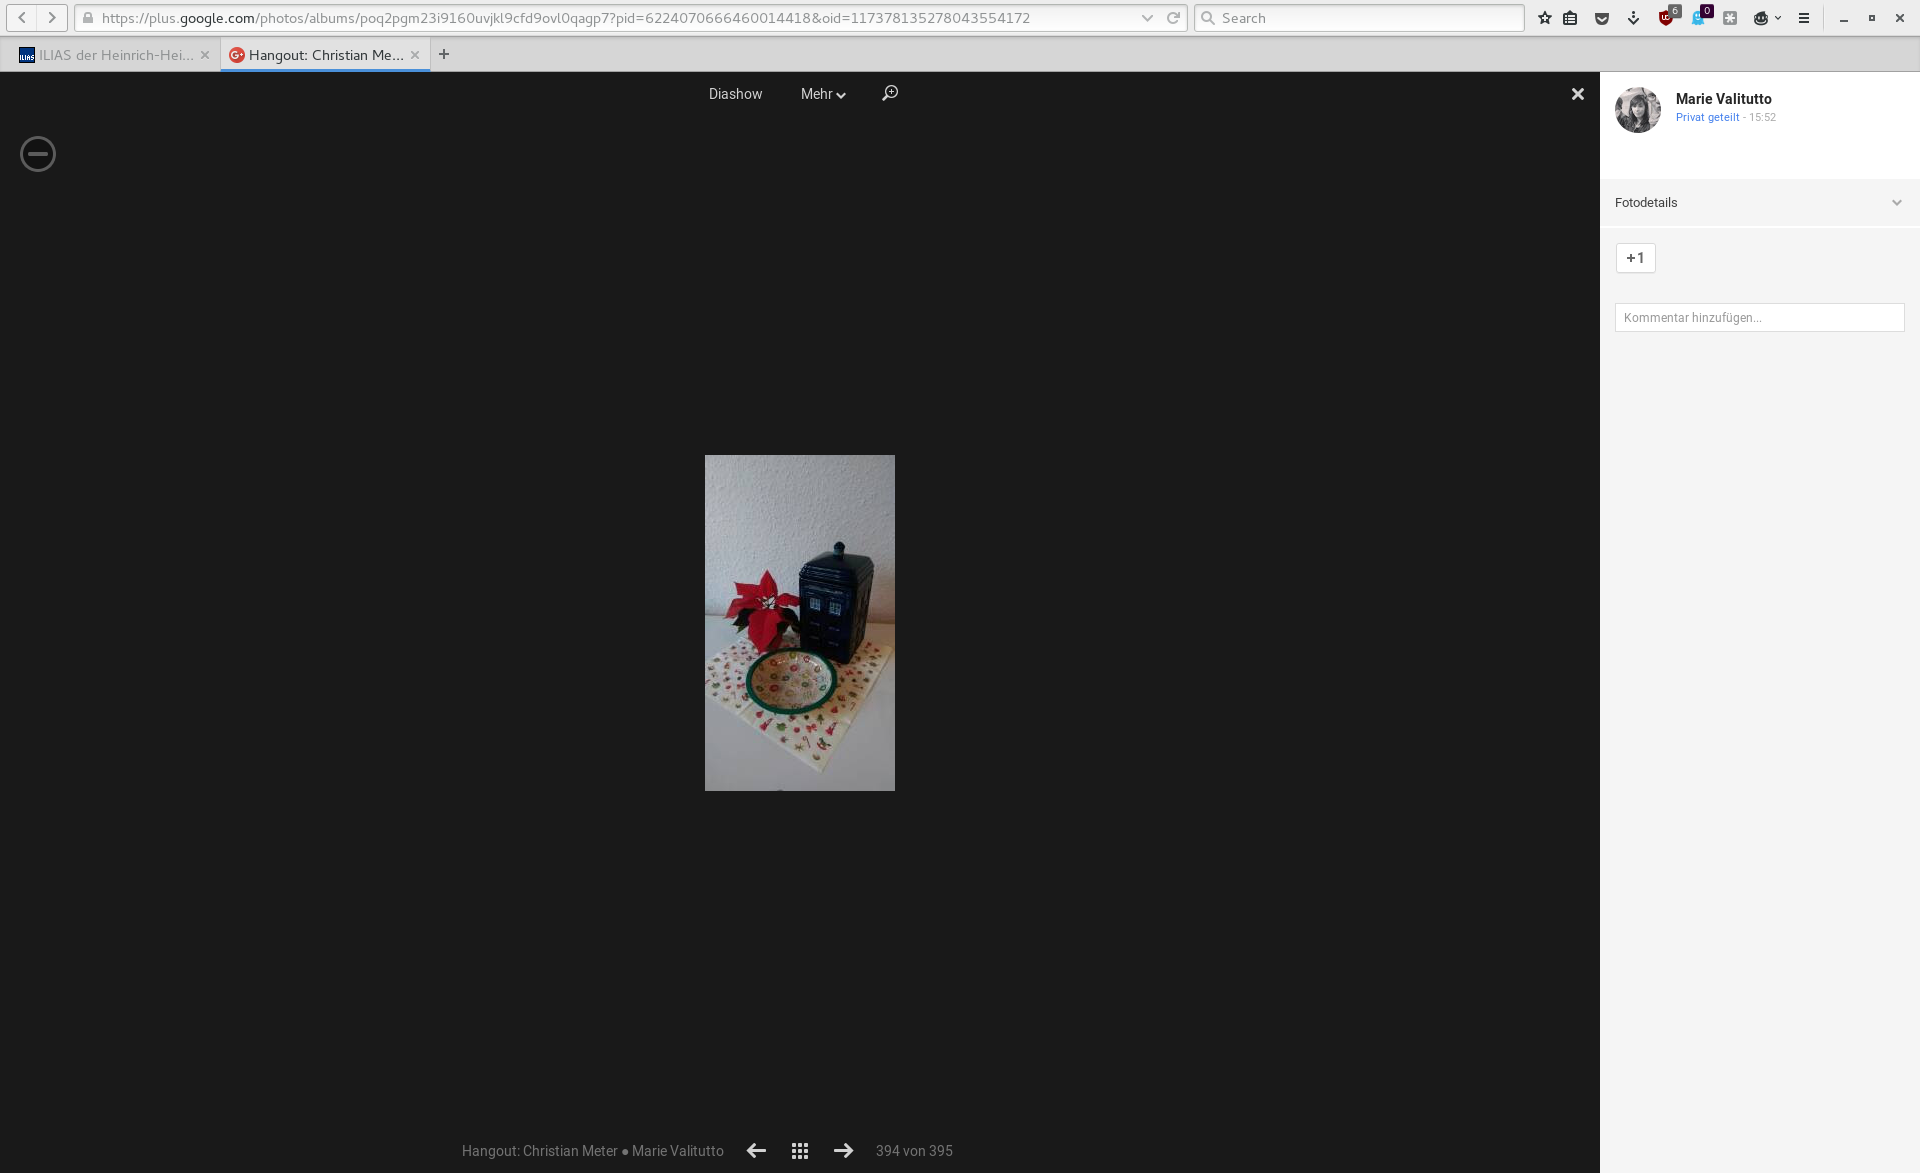 https://plus.google.com/photos/albums/poq2pgm23i9160uvjkl9cfd9ovl0qagp7?pid=6224070666460014418&oid=117378135278043554172
Search
6
0
ILIAS der Heinrich-Hei...
Hangout: Christian Me...
Diashow
Mehr
Marie Valitutto
Privat geteilt - 15:52
Fotodetails
+1
Kommentar hinzufügen...
Hangout: Christian Meter ● Marie Valitutto
394 von 395